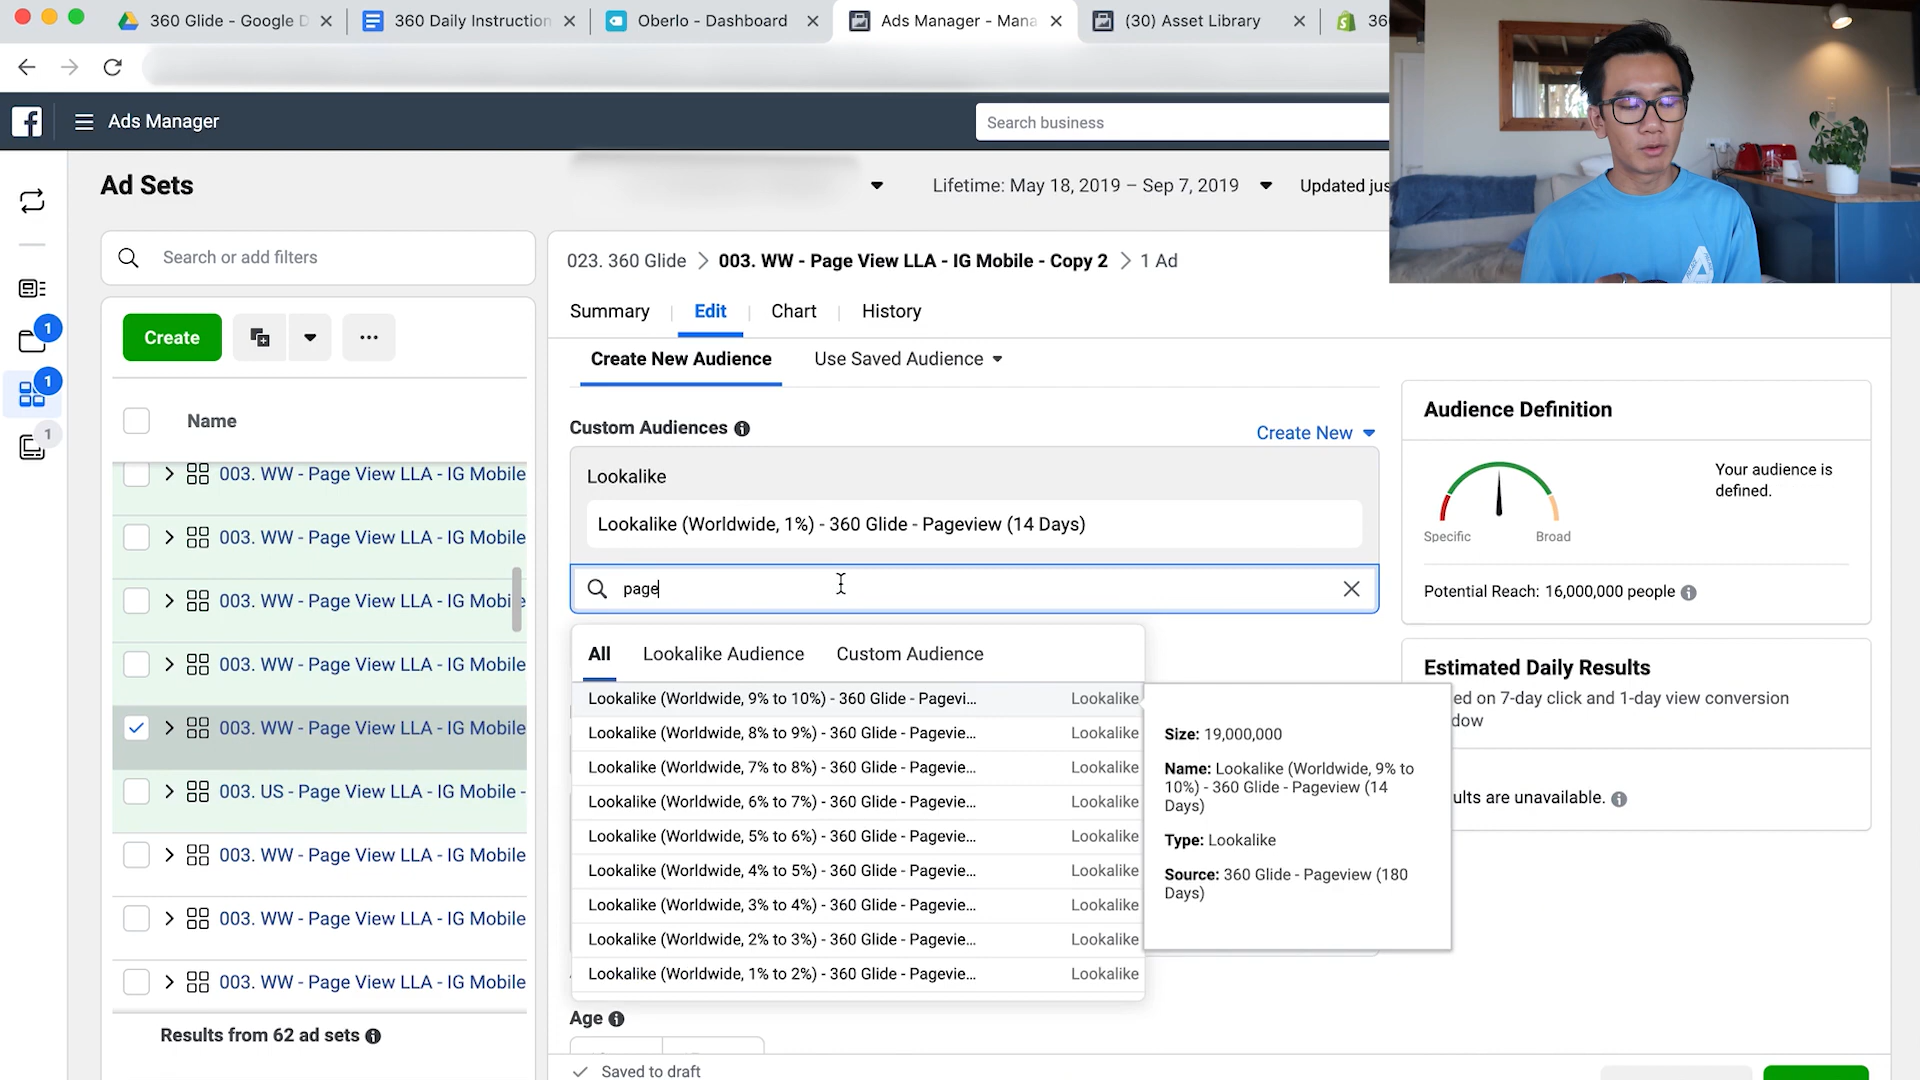 360 Glide - Google D
360 Daily Instruction
Oberlo - Dashboard
Ads Manager - Mana
(30) Asset Library
36
Ads Manager
Search business
Ad Sets
Lifetime: May 18, 2019 – Sep 7, 2019
Updated jus
Search or add filters
023. 360 Glide
003. WW - Page View LLA - IG Mobile - Copy 2
1 Ad
Summary
Edit
Chart
History
1
1
1
Create
Create New Audience
Use Saved Audience
Name
Custom Audiences
Create New
Lookalike
Lookalike (Worldwide, 1%) - 360 Glide - Pageview (14 Days)
page
All
Lookalike Audience
Custom Audience
Lookalike (Worldwide, 9% to 10%) - 360 Glide - Pagevi... Lookalike
Lookalike (Worldwide, 8% to 9%) - 360 Glide - Pagevie... Lookalike
Lookalike (Worldwide, 7% to 8%) - 360 Glide - Pagevie... Lookalike
Lookalike (Worldwide, 6% to 7%) - 360 Glide - Pagevie... Lookalike
Lookalike (Worldwide, 5% to 6%) - 360 Glide - Pagevie... Lookalike
Lookalike (Worldwide, 4% to 5%) - 360 Glide - Pagevie... Lookalike
Lookalike (Worldwide, 3% to 4%) - 360 Glide - Pagevie... Lookalike
Lookalike (Worldwide, 2% to 3%) - 360 Glide - Pagevie... Lookalike
Lookalike (Worldwide, 1% to 2%) - 360 Glide - Pagevie... Lookalike
Size: 19,000,000
Name: Lookalike (Worldwide, 9% to
10%) - 360 Glide - Pageview (14
Days)
Type: Lookalike
Source: 360 Glide - Pageview (180
Days)
003. WW - Page View LLA - IG Mobile
003. WW - Page View LLA - IG Mobile
003. WW - Page View LLA - IG Mobile
003. WW - Page View LLA - IG Mobile
003. WW - Page View LLA - IG Mobile
003. US - Page View LLA - IG Mobile -
003. WW - Page View LLA - IG Mobile
003. WW - Page View LLA - IG Mobile
003. WW - Page View LLA - IG Mobile
Results from 62 ad sets
Age
Saved to draft
Audience Definition
Your audience is
defined.
Specific
Broad
Potential Reach: 16,000,000 people
Estimated Daily Results
ed on 7-day click and 1-day view conversion
dow
ults are unavailable.